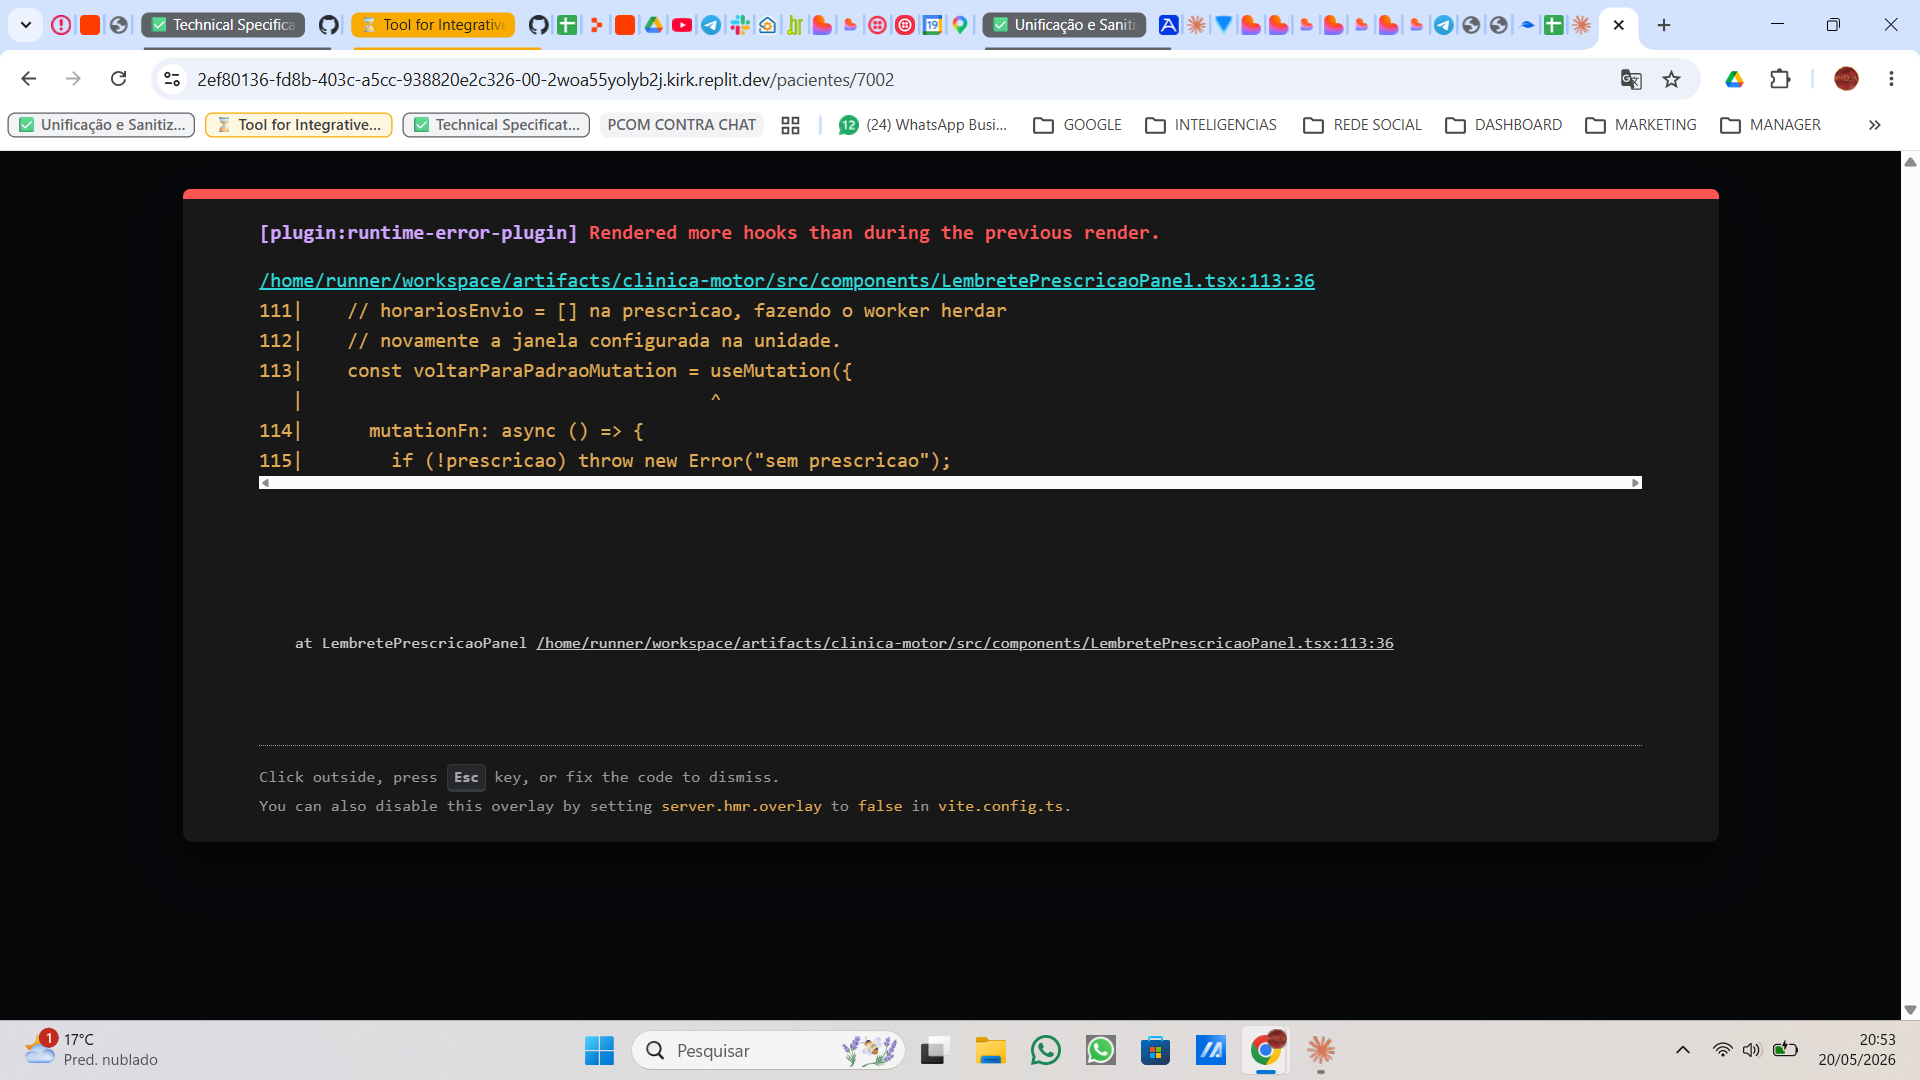 Technical Specifica
Tool for Integrative
19
Unificação e Saniti
2ef80136-fd8b-403c-a5cc-938820e2c326-00-2woa55yolyb2j.kirk.replit.dev/pacientes/7002
Unificação e Sanitiz...
Tool for Integrative...
Technical Specificat...
PCOM CONTRA CHAT
12
(24) WhatsApp Busi...
GOOGLE
INTELIGENCIAS
REDE SOCIAL
DASHBOARD
MARKETING
MANAGER
»
[plugin:runtime-error-plugin] Rendered more hooks than during the previous render.
/home/runner/workspace/artifacts/clinica-motor/src/components/LembretePrescricaoPanel.tsx:113:36
111|    // horariosEnvio = [] na prescricao, fazendo o worker herdar
112|    // novamente a janela configurada na unidade.
113|    const voltarParaPadraoMutation = useMutation({
   |                                     ^
114|      mutationFn: async () => {
115|        if (!prescricao) throw new Error("sem prescricao");
at LembretePrescricaoPanel /home/runner/workspace/artifacts/clinica-motor/src/components/LembretePrescricaoPanel.tsx:113:36
Click outside, press Esc key, or fix the code to dismiss.
You can also disable this overlay by setting server.hmr.overlay to false in vite.config.ts.
1
17°C
Pred. nublado
Pesquisar
20:53
20/05/2026